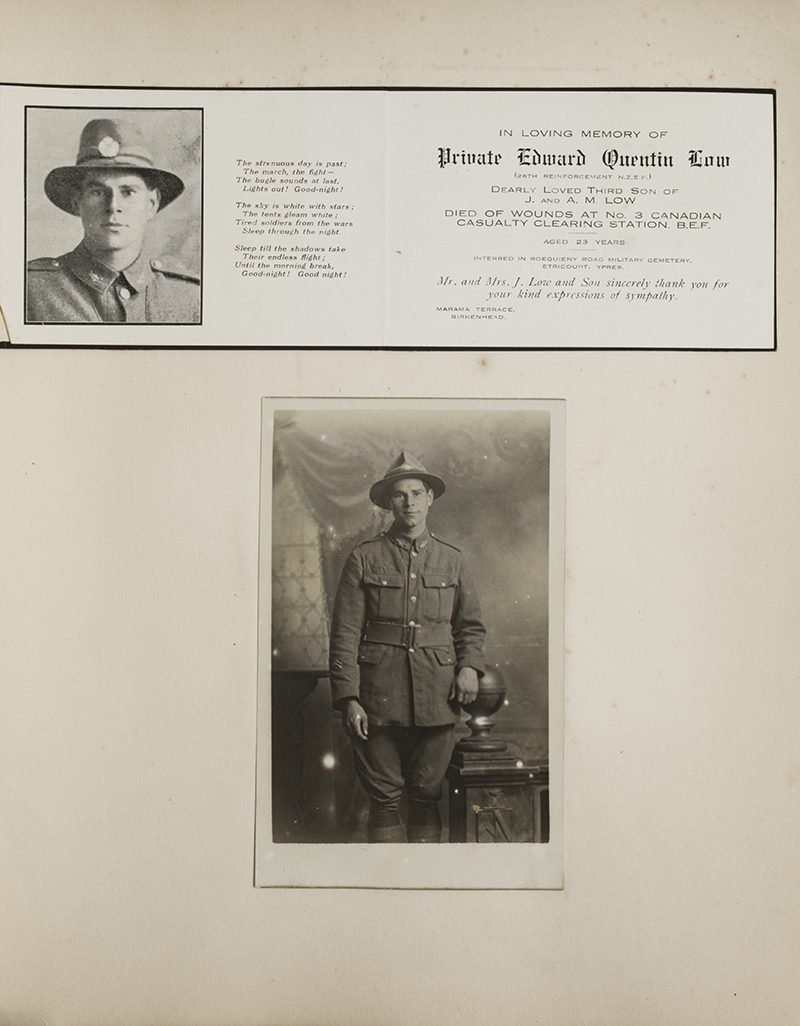 The strenuous day is past;
The march, the fight—
The bugle sounds at last,
Lights out! Good-night!
The sky is white with stars;
The tents gleam white;
Tired soldiers from the wars
Sleep through the night.
Sleep till the shadows take
Their endless flight;
Until the morning break,
Good-night! Good night!
IN LOVING MEMORY OF
Private Edward Quentin Low
(26TH REINFORCEMENT N.Z.E.F.)
DEARLY LOVED THIRD SON OF
J. AND A. M. LOW
DIED OF WOUNDS AT No. 3 CANADIAN
CASUALTY CLEARING STATION, B.E.F.
AGED 23 YEARS
INTERRED IN ROEQUIENY ROAD MILITARY CEMETERY,
ETRICOURT, YPRES.
Mr. and Mrs. J. Low and Son sincerely thank you for
your kind expressions of sympathy.
MARAMA TERRACE,
BIRKENHEAD.